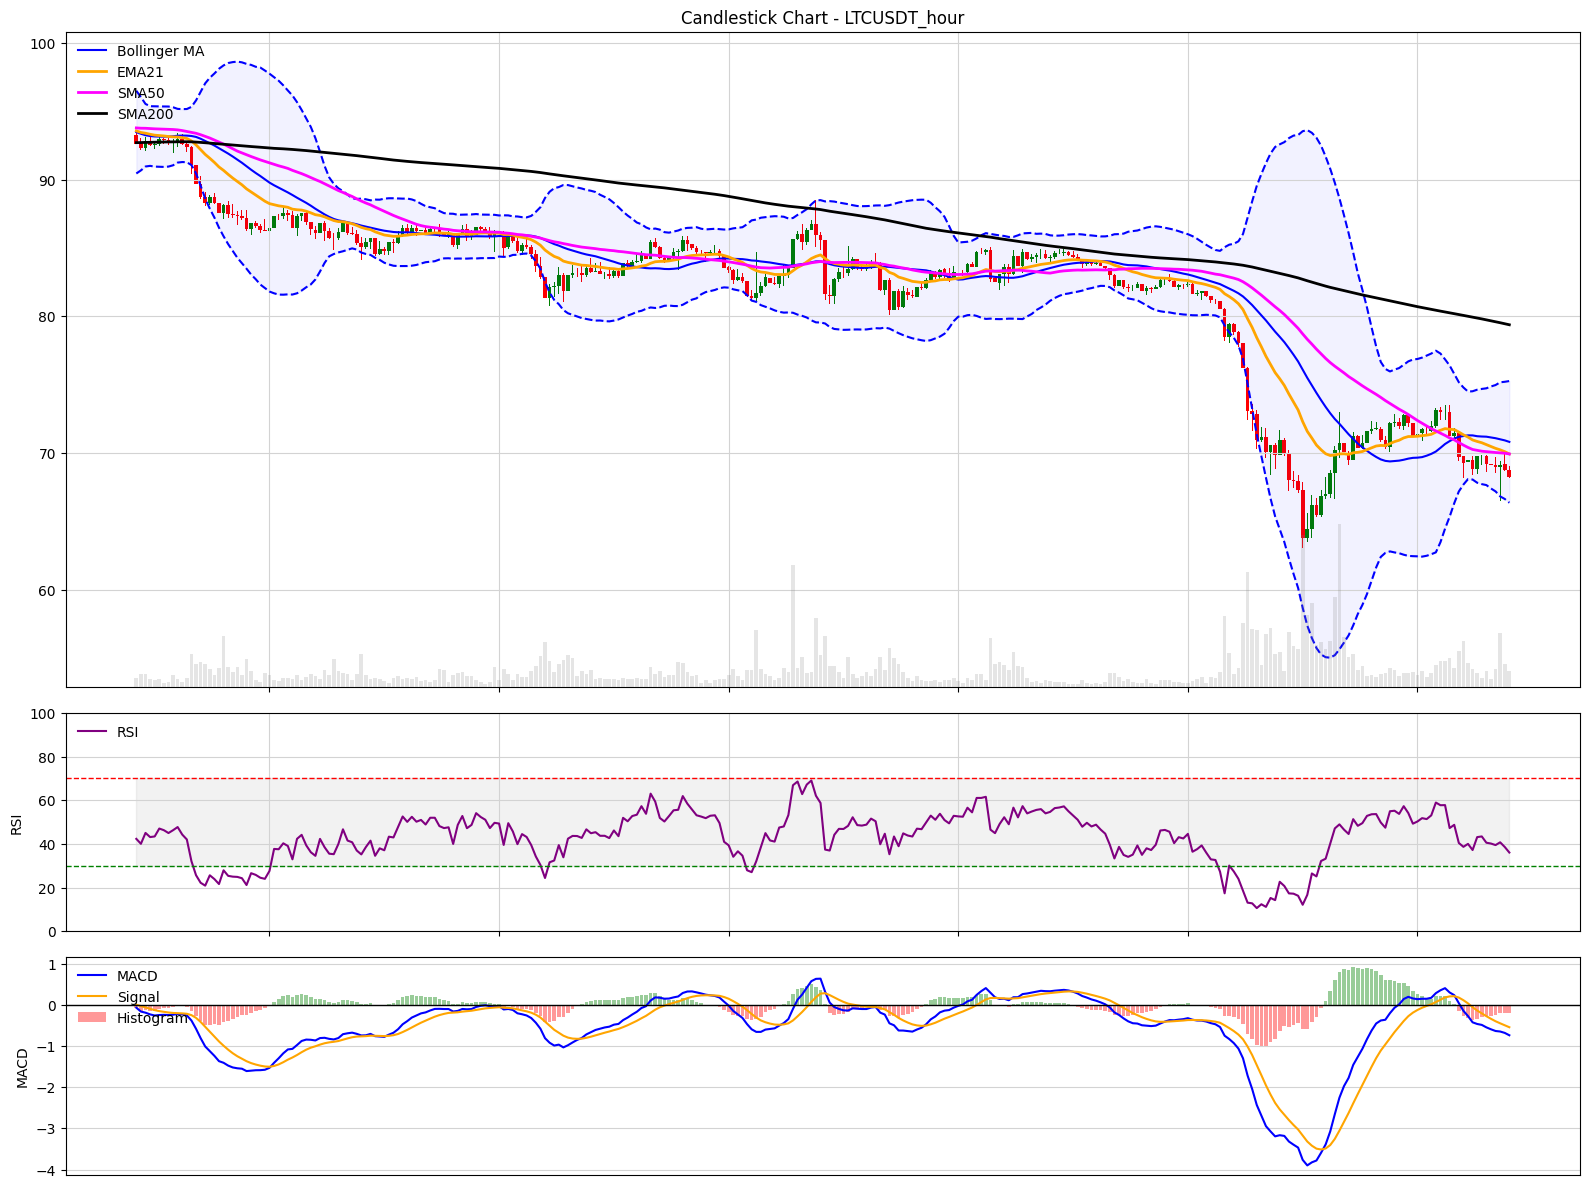 Candlestick Chart - LTCUSDT_hour
100
90
80
70
60
Bollinger MA
EMA21
SMA50
SMA200
100
80
60
40
20
0
RSI
RSI
1
0
−1
−2
−3
−4
MACD
MACD
Signal
Histogram